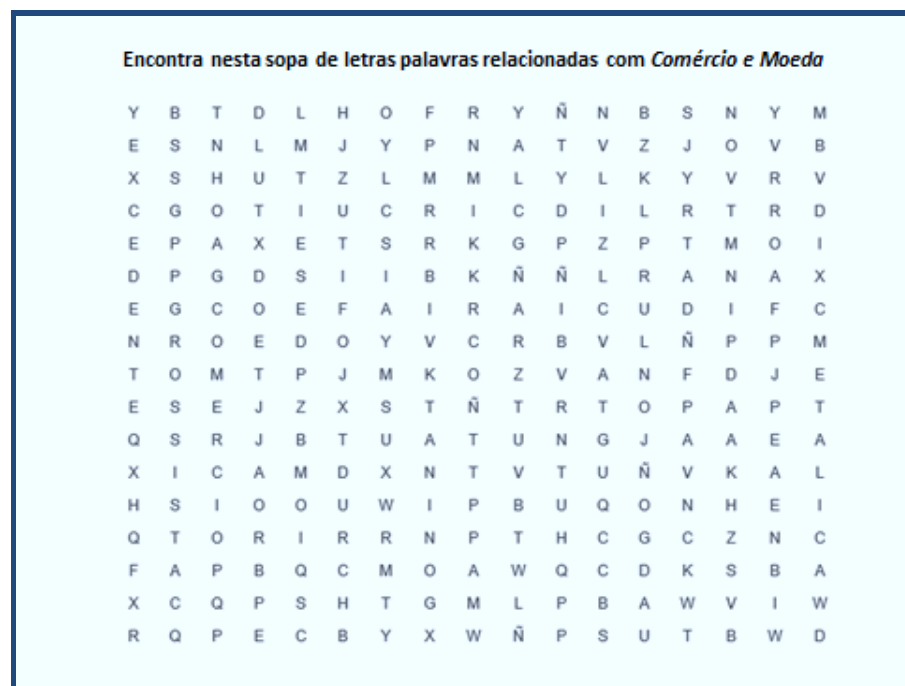 Encontra nesta sopa de letras palavras relacionadas com Comércio e Moeda
Y B T D L H O F R Y Ñ N B S N Y M
E S N L M J Y P N A T V Z J O V B
X S H U T Z L M M L Y L K Y V R V
C G O T I U C R I C D I L R T R D
E P A X E T S R K G P Z P T M O I
D P G D S I I B K Ñ Ñ L R A N A X
E G C O E F A I R A I C U D I F C
N R O E D O Y V C R B V L Ñ P P M
T O M T P J M K O Z V A N F D J E
E S E J Z X S T Ñ T R T O P A P T
Q S R J B T U A T U N G J A A E A
X I C A M D X N T V T U Ñ V K A L
H S I O O U W I P B U Q O N H E I
Q T O R I R R N P T H C G C Z N C
F A P B Q C M O A W Q C D K S B A
X C Q P S H T G M L P B A W V I W
R Q P E C B Y X W Ñ P S U T B W D